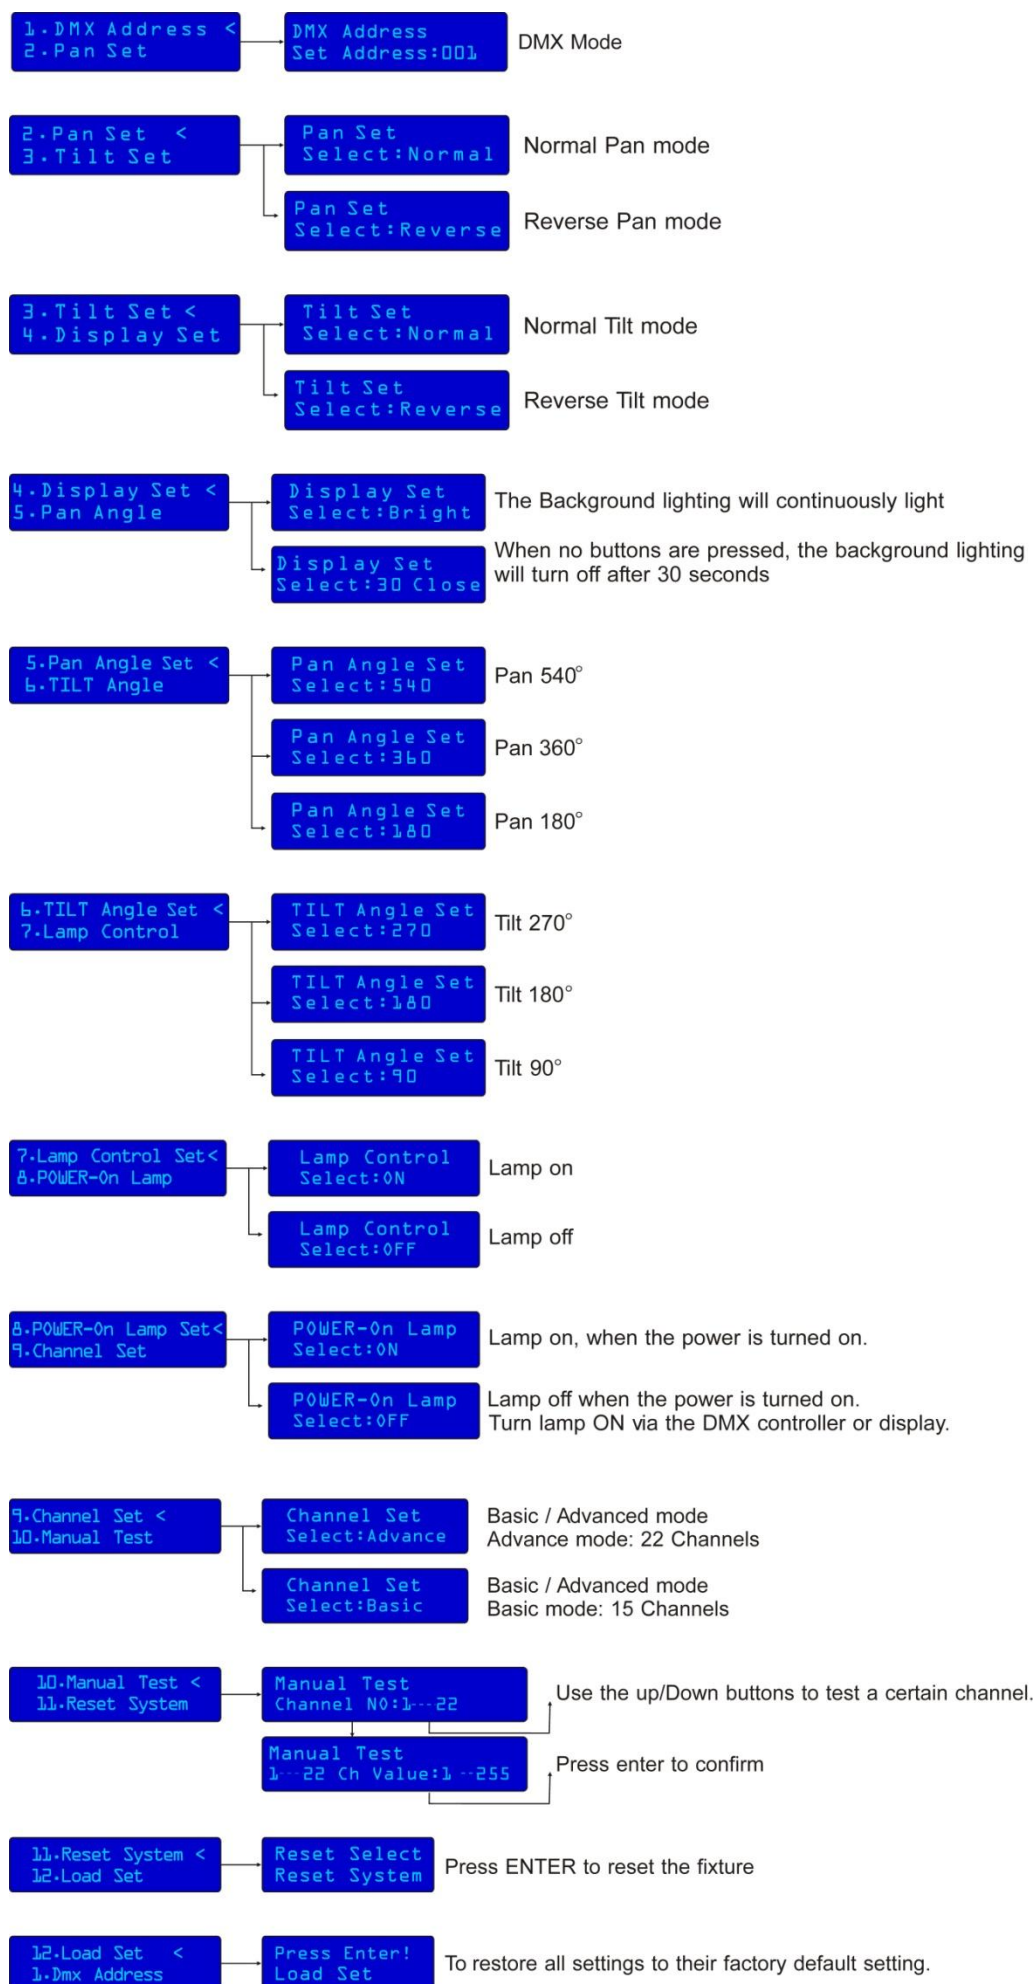 1.DMX Address <
2.Pan Set
DMX Address
Set Address:001
DMX Mode
2.Pan Set <
3.Tilt Set
Pan Set
Select:Normal
Normal Pan mode
Pan Set
Select:Reverse
Reverse Pan mode
3.Tilt Set <
4.Display Set
Tilt Set
Select:Normal
Normal Tilt mode
Tilt Set
Select:Reverse
Reverse Tilt mode
4.Display Set <
5.Pan Angle
Display Set
Select:Bright
The Background lighting will continuously light
Display Set
Select:30 Close
When no buttons are pressed, the background lighting
will turn off after 30 seconds
5.Pan Angle Set <
6.TILT Angle
Pan Angle Set
Select:540
Pan 540°
Pan Angle Set
Select:360
Pan 360°
Pan Angle Set
Select:180
Pan 180°
6.TILT Angle Set <
7.Lamp Control
TILT Angle Set
Select:270
Tilt 270°
TILT Angle Set
Select:180
Tilt 180°
TILT Angle Set
Select:90
Tilt 90°
7.Lamp Control Set<
8.POWER-On Lamp
Lamp Control
Select:ON
Lamp on
Lamp Control
Select:OFF
Lamp off
8.POWER-On Lamp Set<
9.Channel Set
POWER-On Lamp
Select:ON
Lamp on, when the power is turned on.
POWER-On Lamp
Select:OFF
Lamp off when the power is turned on.
Turn lamp ON via the DMX controller or display.
9.Channel Set <
10.Manual Test
Channel Set
Select:Advance
Basic / Advanced mode
Advance mode: 22 Channels
Channel Set
Select:Basic
Basic / Advanced mode
Basic mode: 15 Channels
10.Manual Test <
11.Reset System
Manual Test
Channel NO:1---22
Use the up/Down buttons to test a certain channel.
Manual Test
1---22 Ch Value:1 --255
Press enter to confirm
11.Reset System <
12.Load Set
Reset Select
Reset System
Press ENTER to reset the fixture
12.Load Set <
1.Dmx Address
Press Enter!
Load Set
To restore all settings to their factory default setting.